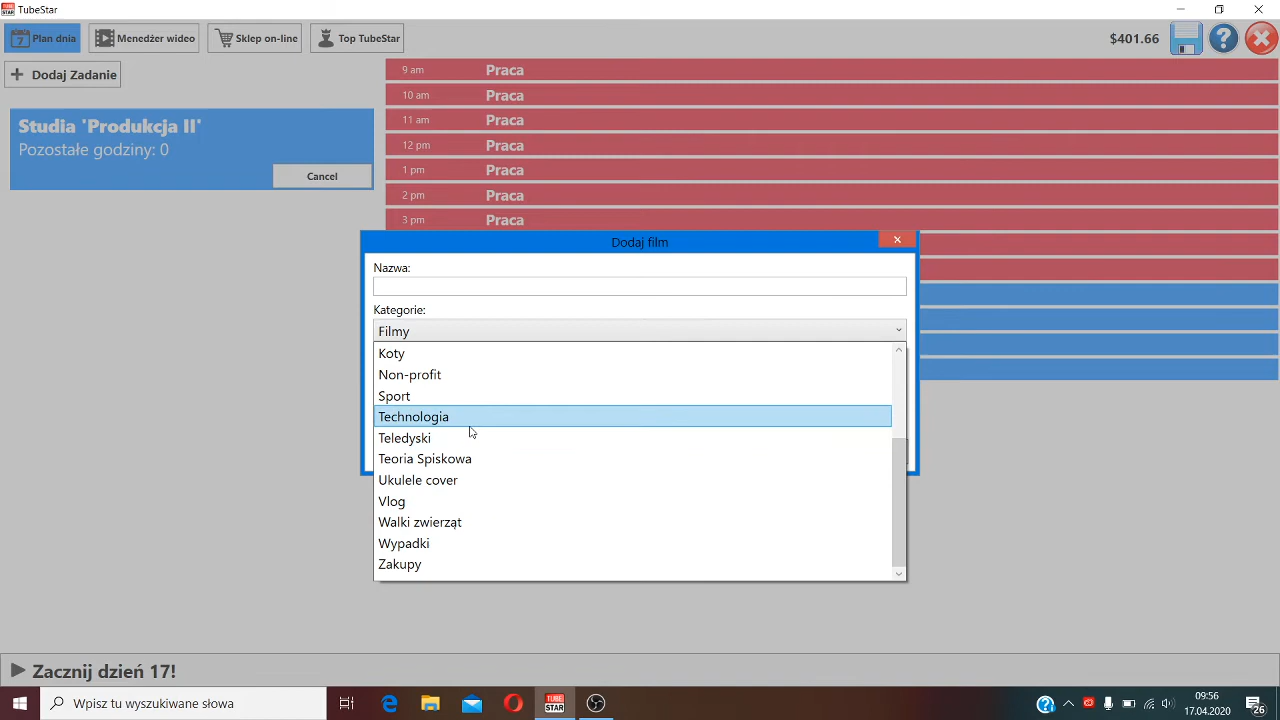 TubeStar
7 Plan dnia
Menedżer wideo
Sklep on-line
Top TubeStar
$401.66
?
+ Dodaj Zadanie
Studia 'Produkcja II'
Pozostałe godziny: 0
Cancel
9 am Praca
10 am Praca
11 am Praca
12 pm Praca
1 pm Praca
2 pm Praca
3 pm Praca
Dodaj film
Nazwa:
Kategorie:
Filmy
Koty
Non-profit
Sport
Technologia
Teledyski
Teoria Spiskowa
Ukulele cover
Vlog
Walki zwierząt
Wypadki
Zakupy
Zacznij dzień 17!
Wpisz tu wyszukiwane słowa
TUBE
STAR
09:56
17.04.2020
26